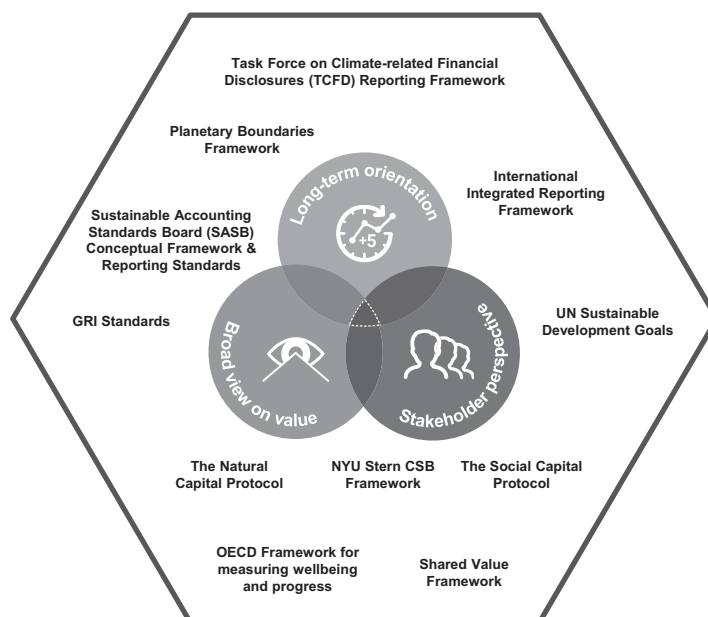 Task Force on Climate-related Financial
Disclosures (TCFD) Reporting Framework
Planetary Boundaries
Framework
International
Integrated Reporting
Framework
Long-term orientation
+5
Sustainable Accounting
Standards Board (SASB)
Conceptual Framework &
Reporting Standards
GRI Standards
UN Sustainable
Development Goals
Broad view on value
Stakeholder perspective
The Natural
Capital Protocol
NYU Stern CSB
Framework
The Social Capital
Protocol
OECD Framework for
measuring wellbeing
and progress
Shared Value
Framework